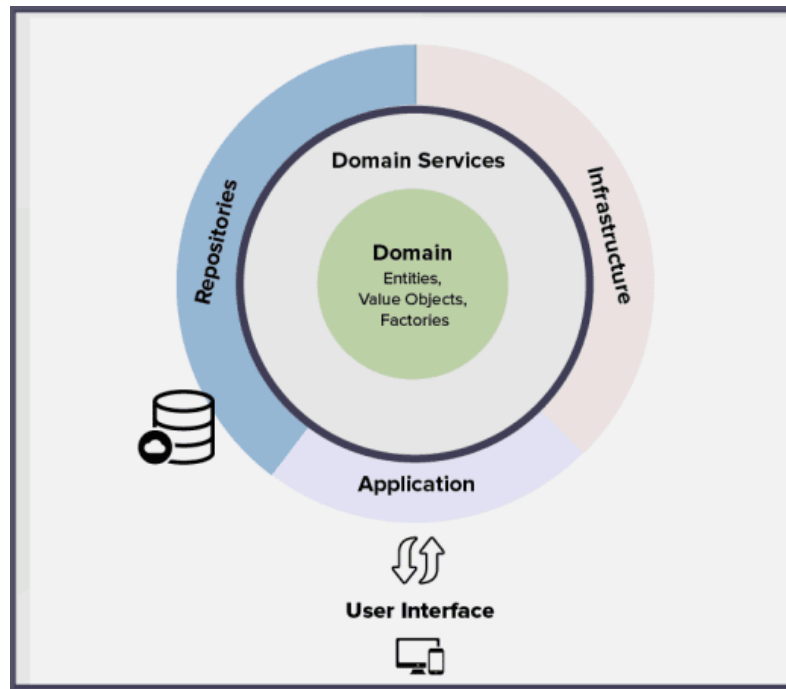 Domain Services
Repositories
Infrastructure
Domain
Entities,
Value Objects,
Factories
Application
User Interface